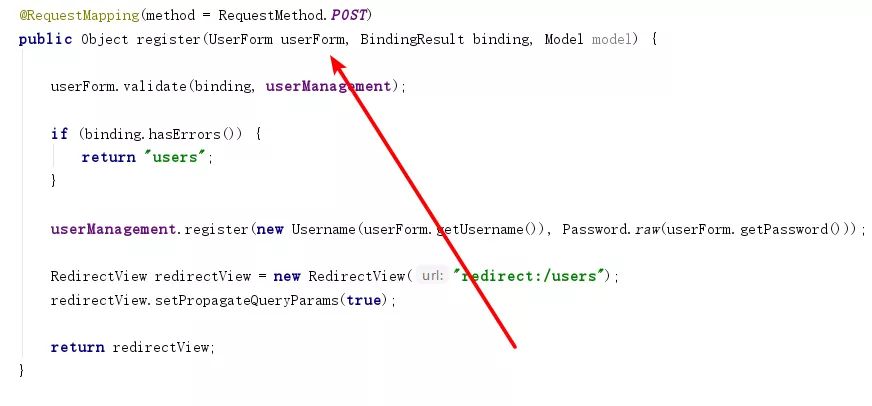 @RequestMapping(method = RequestMethod.POST)
public Object register(UserForm userForm, BindingResult binding, Model model) {
userForm.validate(binding, userManagement);
if (binding.hasErrors()) {
return "users";
}
userManagement.register(new Username(userForm.getUsername()), Password.raw(userForm.getPassword()));
RedirectView redirectView = new RedirectView( url: "redirect:/users");
redirectView.setPropagateQueryParams(true);
return redirectView;
}